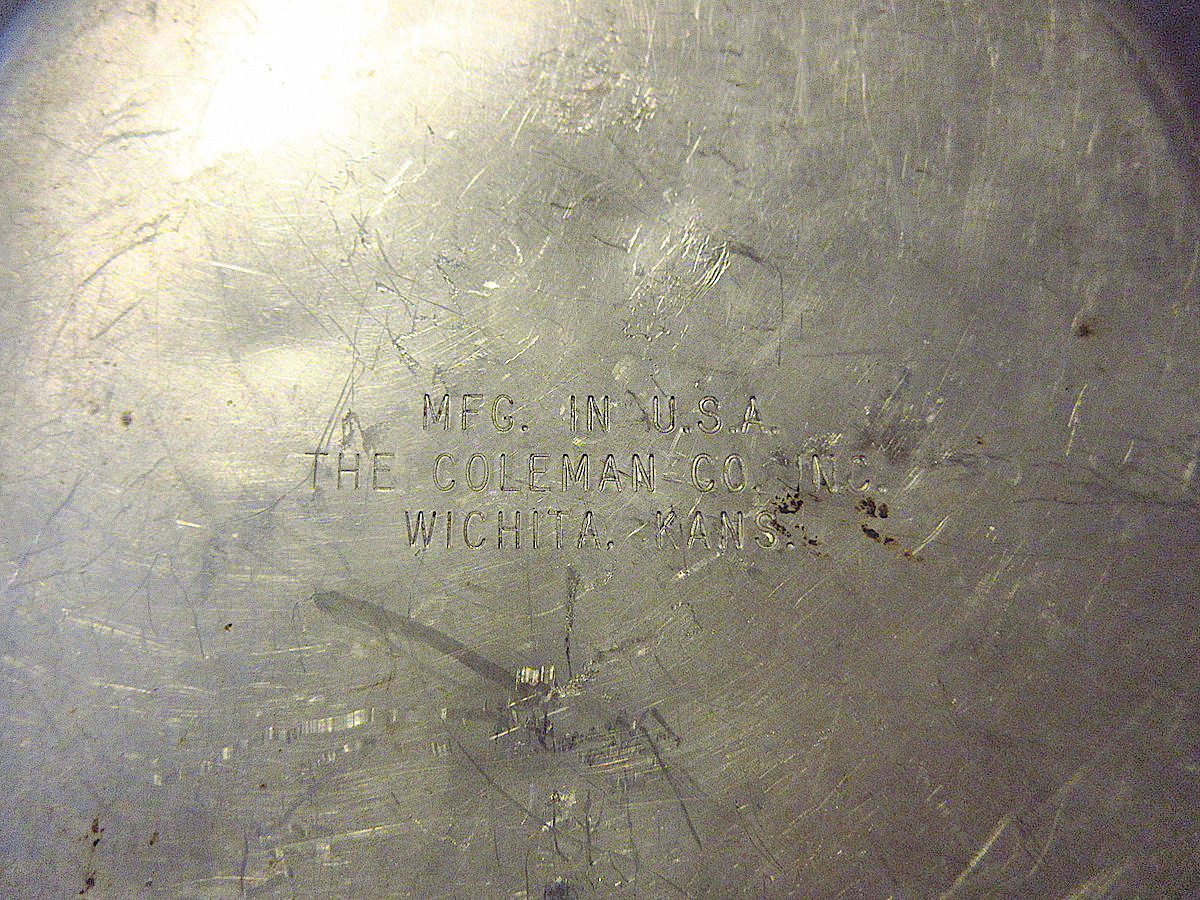 MFG. IN U.S.A.
THE COLEMAN CO. INC.
WICHITA, KANS.